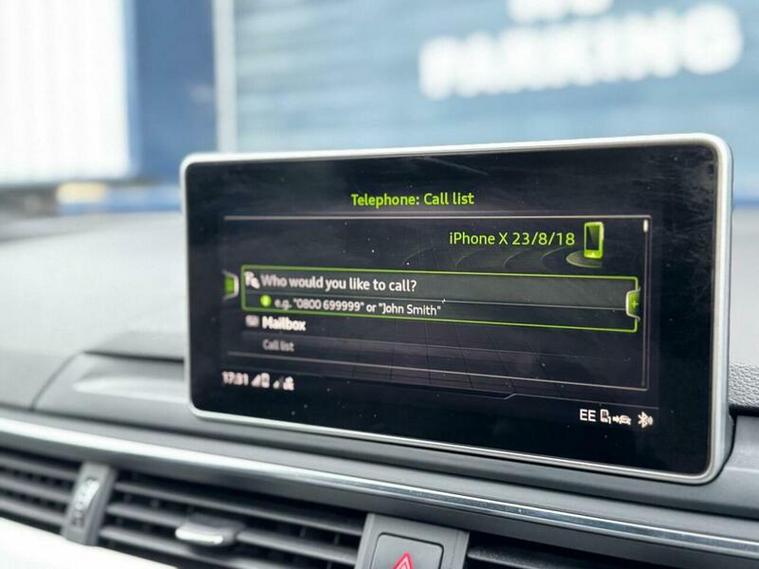 PARKING
Telephone: Call list
iPhone X 23/8/18
Who would you like to call?
e.g. "0800 699999" or "John Smith"
Mailbox
Call list
17:31
EE